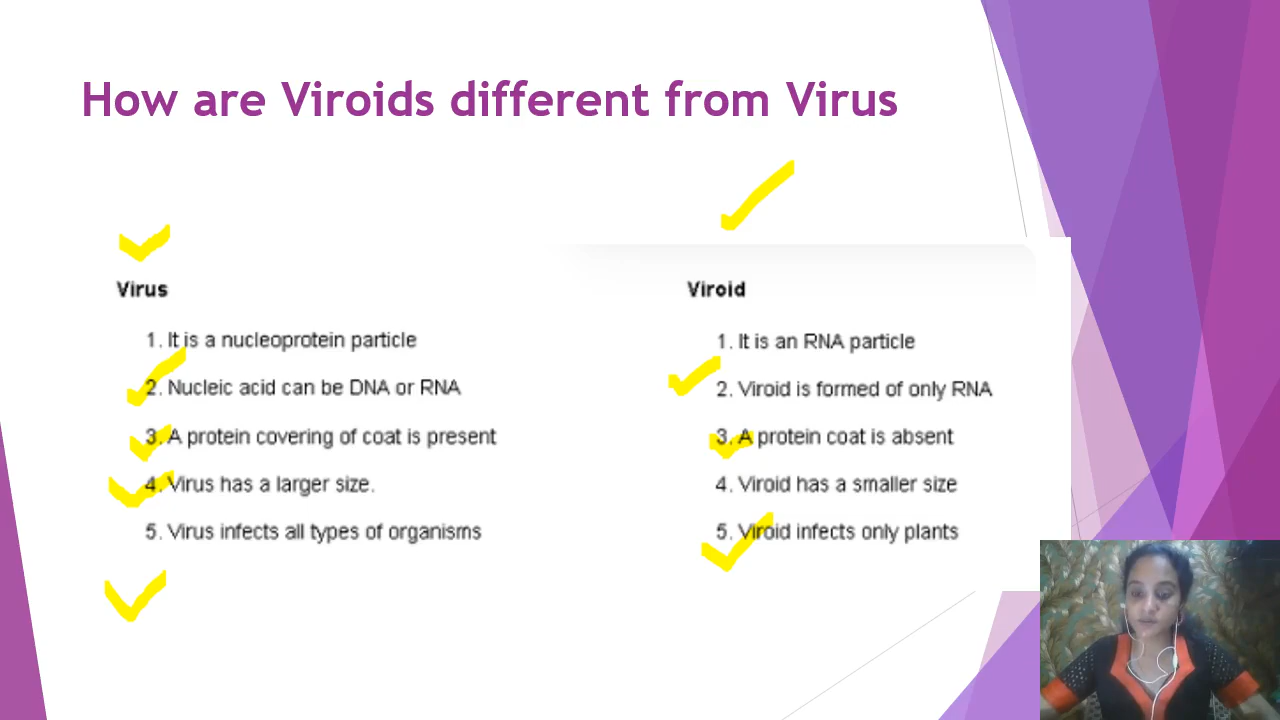 How are Viroids different from Virus
Virus
1. It is a nucleoprotein particle
2. Nucleic acid can be DNA or RNA
3. A protein covering of coat is present
4. Virus has a larger size.
5. Virus infects all types of organisms
Viroid
1. It is an RNA particle
2. Viroid is formed of only RNA
3. A protein coat is absent
4. Viroid has a smaller size
5. Viroid infects only plants